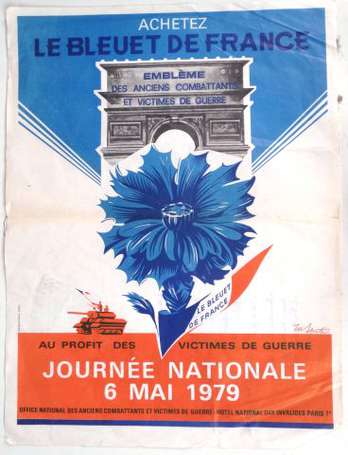 ACHETEZ
LE BLEUET DE FRANCE
EMBLÈME
DES ANCIENS COMBATTANTS
ET VICTIMES DE GUERRE
LE BLEUET
DE FRANCE
AU PROFIT DES VICTIMES DE GUERRE
JOURNÉE NATIONALE
6 MAI 1979
OFFICE NATIONAL DES ANCIENS COMBATTANTS ET VICTIMES DE GUERRE - HOTEL NATIONAL DES INVALIDES PARIS 7e